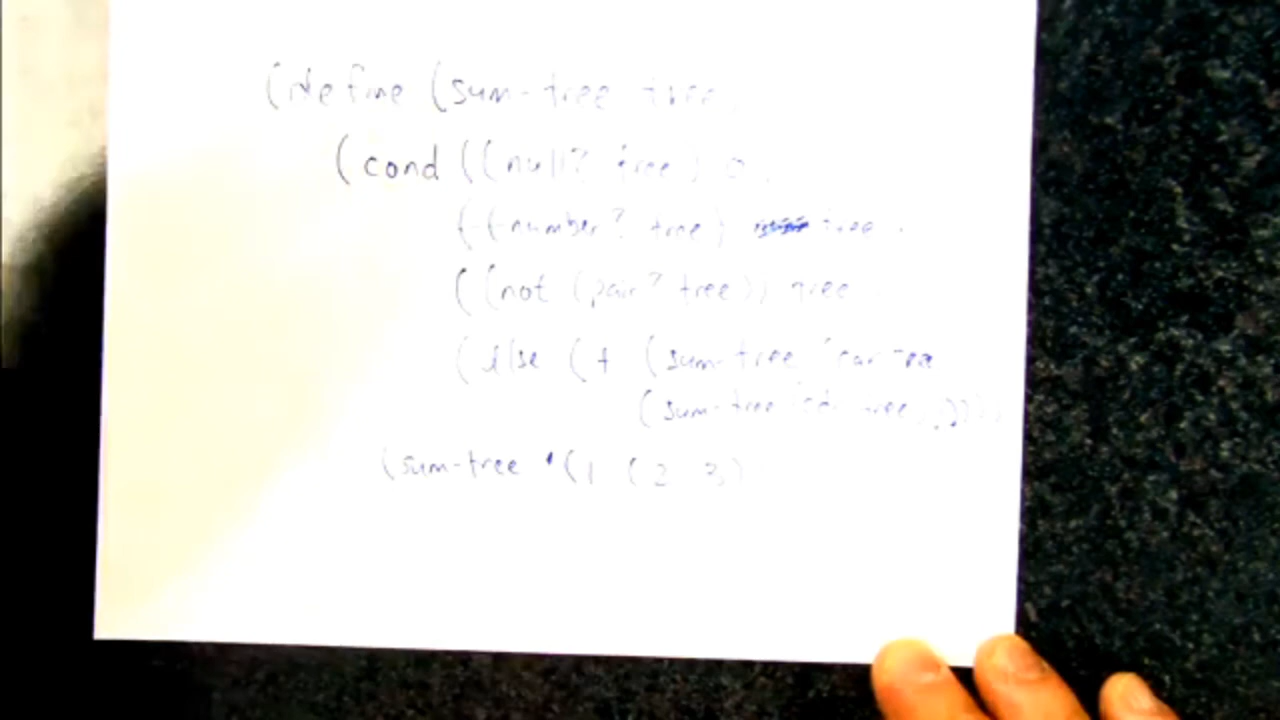 (define (sum-tree tree
(cond ((null? tree) 0
((number? tree) tree
((not (pair? tree)) tree
(else (+ (sum-tree (car tree
(sum-tree (cdr tree))))
(sum-tree '(1 (2 3)